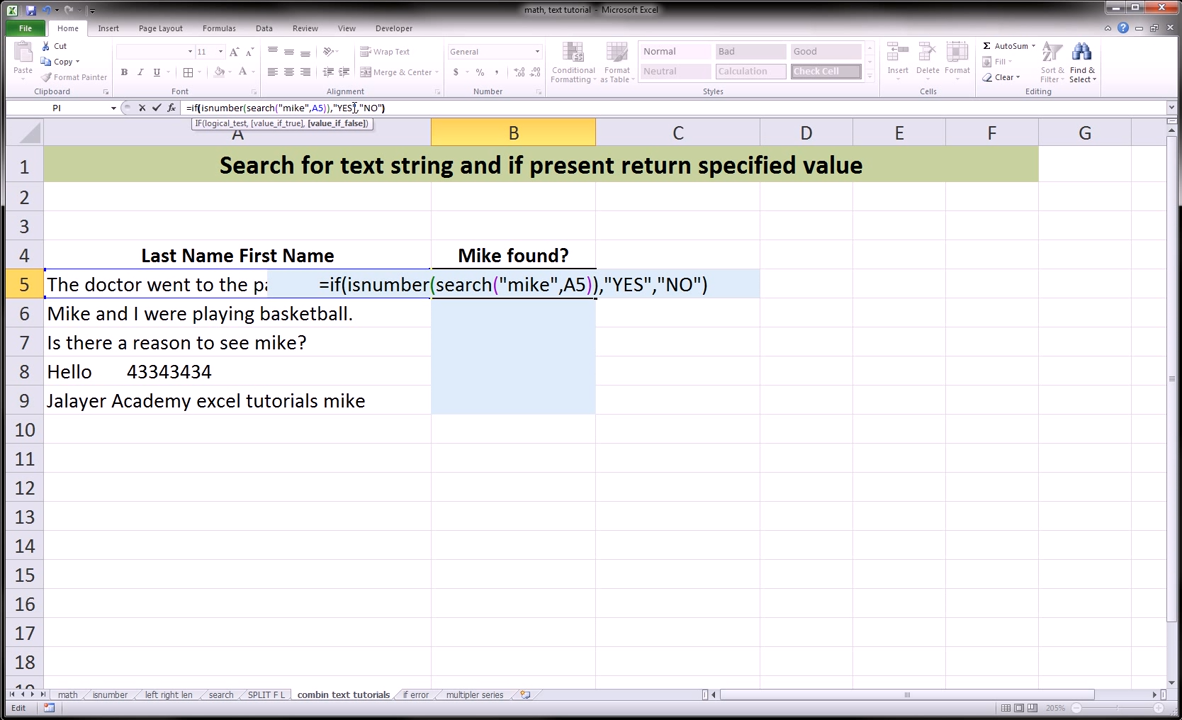 math, text tutorial - Microsoft Excel
File Home Insert Page Layout Formulas Data Review View Developer
Cut
Copy
Format Painter
Paste
Clipboard
11
B I U
Font
Wrap Text
Merge & Center
Alignment
General
$ % ,
Number
Conditional Formatting
Format as Table
Normal Bad Good
Neutral Calculation Check Cell
Styles
Insert Delete Format
Cells
AutoSum
Fill
Clear
Sort & Filter
Find & Select
Editing
PI
=if(isnumber(search("mike",A5)),"YES","NO")
IF(logical_test, [value_if_true], [value_if_false])
A B C D E F G
1 Search for text string and if present return specified value
2
3
4 Last Name First Name Mike found?
5 The doctor went to the pa =if(isnumber(search("mike",A5)),"YES","NO")
6 Mike and I were playing basketball.
7 Is there a reason to see mike?
8 Hello 43343434
9 Jalayer Academy excel tutorials mike
10
11
12
13
14
15
16
17
18
19
math isnumber left right len search SPLIT F L combin text tutorials if error multipler series
Edit
205%